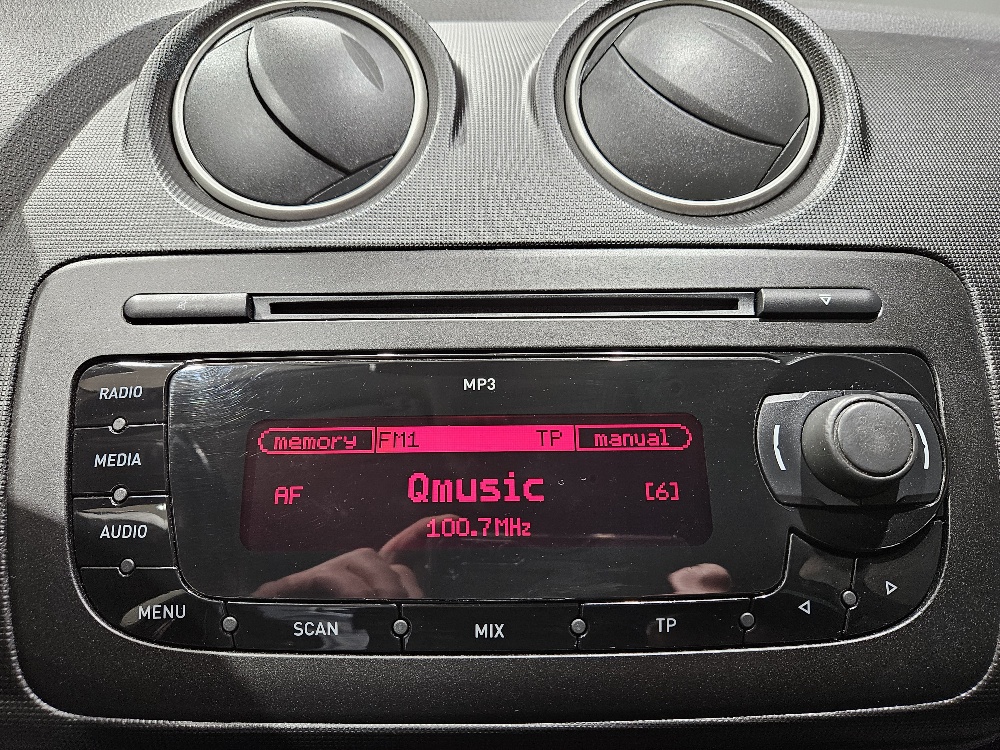 MP3
RADIO
memory FM1 TP manual
MEDIA
AF Qmusic [6]
100.7MHz
AUDIO
MENU SCAN MIX TP